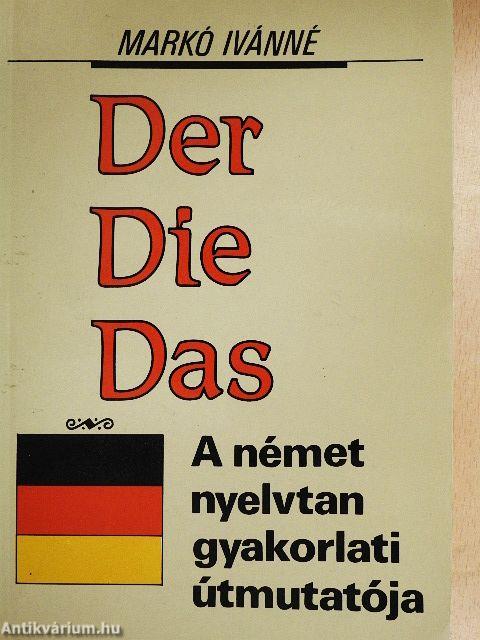 MARKÓ IVÁNNÉ
Der
Die
Das
A német
nyelvtan
gyakorlati
útmutatója
Antikvárium.hu